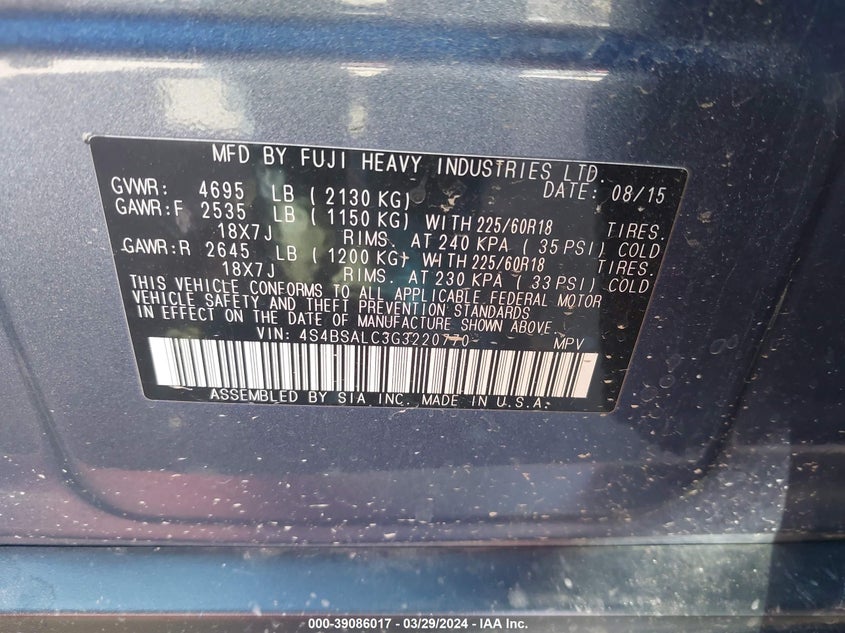 MFD BY FUJI HEAVY INDUSTRIES LTD.
GVWR: 4695 LB (2130 KG) DATE: 08/15
GAWR:F 2535 LB (1150 KG) WITH 225/60R18 TIRES.
18X7J RIMS. AT 240 KPA (35 PSI) COLD
GAWR:R 2645 LB (1200 KG) WITH 225/60R18 TIRES.
18X7J RIMS. AT 230 KPA (33 PSI) COLD
THIS VEHICLE CONFORMS TO ALL APPLICABLE FEDERAL MOTOR
VEHICLE SAFETY AND THEFT PREVENTION STANDARDS
IN EFFECT ON THE DATE OF MANUFACTURE SHOWN ABOVE.
VIN: 4S4BSALC3G3220770 MPV
ASSEMBLED BY SIA INC. MADE IN U.S.A.
000-39086017 - 03/29/2024 - IAA Inc.